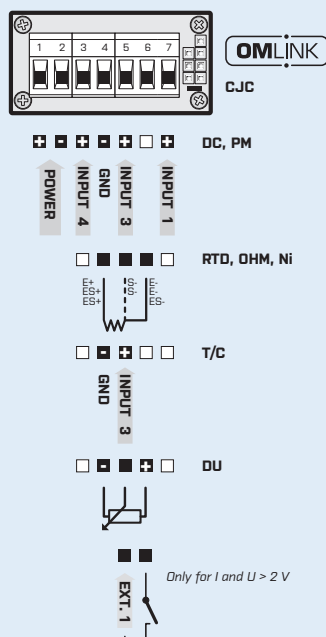 1 2 3 4 5 6 7
OMLINK
CJC
+ - + - + + DC, PM
POWER
INPUT 4
GND
INPUT 3
INPUT 1
RTD, OHM, Ni
E+ S- E-
ES+ S- E-
ES+ ES-
- + T/C
GND
INPUT 3
- + DU
Only for I and U > 2 V
EXT. 1